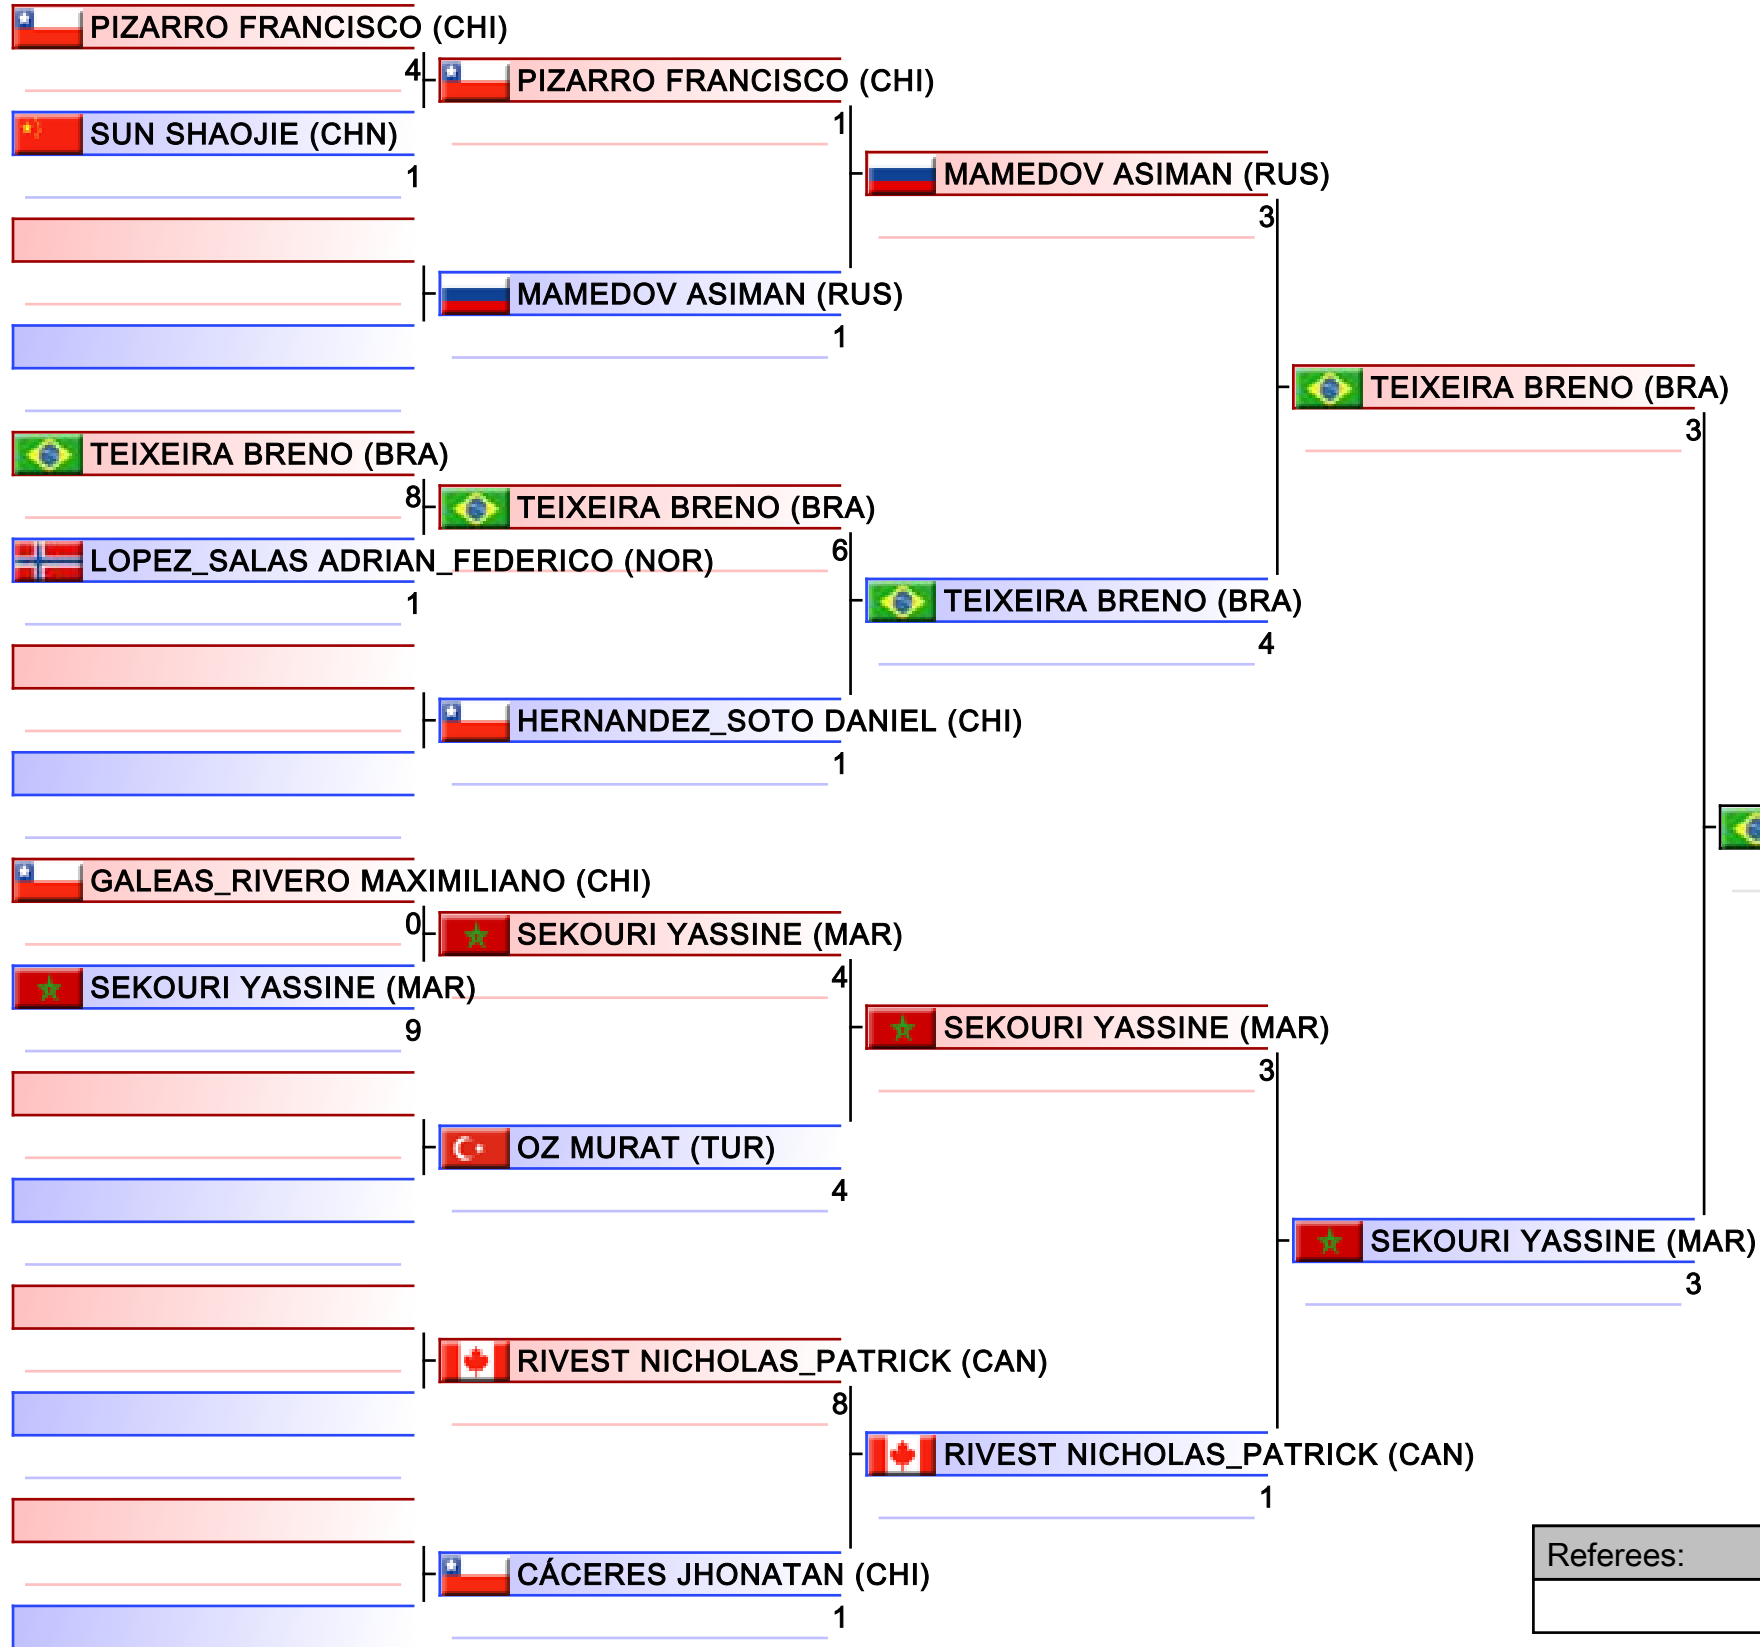 PIZARRO FRANCISCO (CHI)
4
PIZARRO FRANCISCO (CHI)
1
SUN SHAOJIE (CHN)
1
MAMEDOV ASIMAN (RUS)
3
MAMEDOV ASIMAN (RUS)
1
TEIXEIRA BRENO (BRA)
3
TEIXEIRA BRENO (BRA)
8
TEIXEIRA BRENO (BRA)
6
LOPEZ_SALAS ADRIAN_FEDERICO (NOR)
1
TEIXEIRA BRENO (BRA)
4
HERNANDEZ_SOTO DANIEL (CHI)
1
GALEAS_RIVERO MAXIMILIANO (CHI)
0
SEKOURI YASSINE (MAR)
4
SEKOURI YASSINE (MAR)
9
SEKOURI YASSINE (MAR)
3
OZ MURAT (TUR)
4
SEKOURI YASSINE (MAR)
3
RIVEST NICHOLAS_PATRICK (CAN)
8
RIVEST NICHOLAS_PATRICK (CAN)
1
CÁCERES JHONATAN (CHI)
1
Referees: